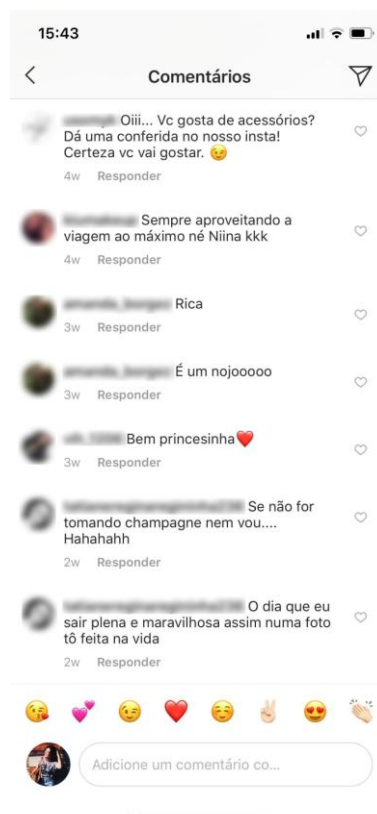 15:43
Comentários
Oiii... Vc gosta de acessórios?
Dá uma conferida no nosso insta!
Certeza vc vai gostar. 😉
4w Responder
Sempre aproveitando a
viagem ao máximo né Niina kkk
4w Responder
Rica
3w Responder
É um nojooooo
3w Responder
Bem princesinha❤️
3w Responder
Se não for
tomando champagne nem vou....
Hahahahh
2w Responder
O dia que eu
sair plena e maravilhosa assim numa foto
tô feita na vida
2w Responder
Adicione um comentário co...